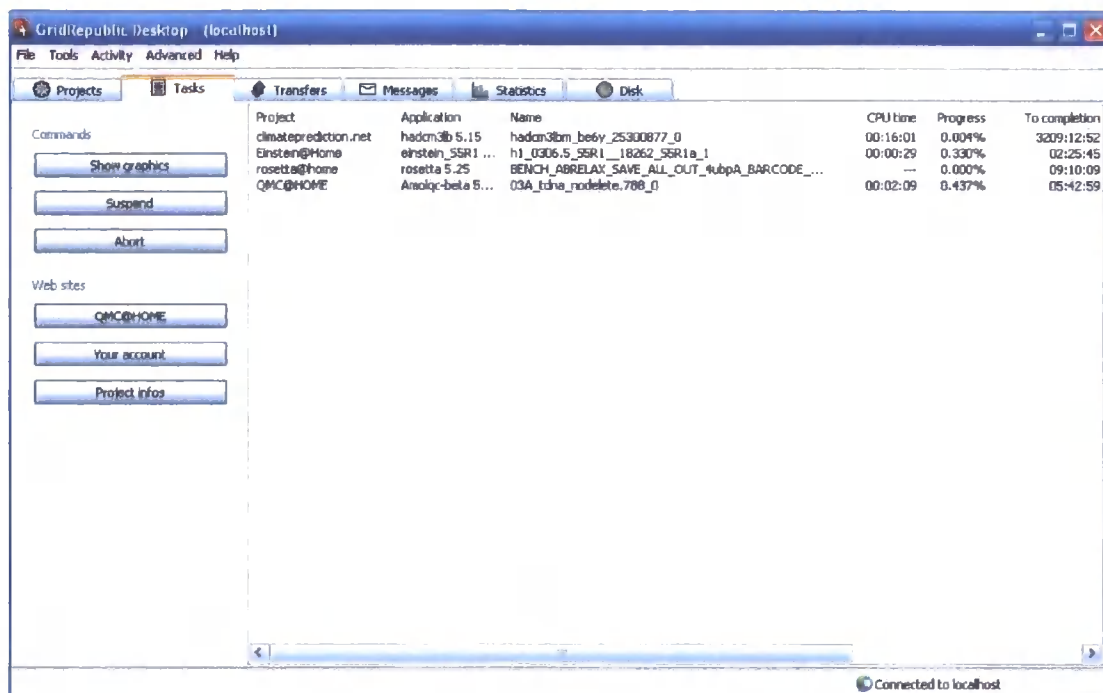 GridRepublic Desktop (localhost)
File Tools Activity Advanced Help
Projects Tasks Transfers Messages Statistics Disk
Commands
Show graphics
Suspend
Abort
Web sites
QMC@HOME
Your account
Project infos
Project Application Name CPU time Progress To completion
climateprediction.net hadcm3lb 5.15 hadcm3lbm_be6y_25300877_0 00:16:01 0.004% 3209:12:52
Einstein@Home einstein_S5R1 ... h1_0306.5_S5R1__18262_S5R1a_1 00:00:29 0.330% 02:25:45
rosetta@home rosetta 5.25 BENCH_ABRELAX_SAVE_ALL_OUT_4ubpA_BARCODE_... --- 0.000% 09:10:09
QMC@HOME Amolqc-beta 5... 03A_tdna_nodelete.788_0 00:02:09 8.437% 05:42:59
Connected to localhost